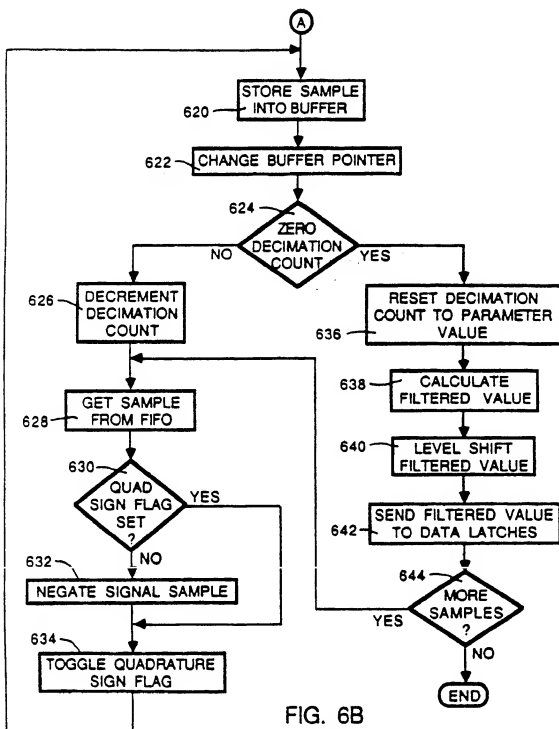 A
STORE SAMPLE
INTO BUFFER
620
622
CHANGE BUFFER POINTER
624
ZERO
DECIMATION
COUNT
NO
YES
626
DECREMENT
DECIMATION
COUNT
RESET DECIMATION
COUNT TO PARAMETER
VALUE
636
628
GET SAMPLE
FROM FIFO
638
CALCULATE
FILTERED VALUE
630
QUAD
SIGN FLAG
SET
?
YES
NO
640
LEVEL SHIFT
FILTERED VALUE
642
SEND FILTERED VALUE
TO DATA LATCHES
632
NEGATE SIGNAL SAMPLE
644
MORE
SAMPLES
?
YES
NO
634
TOGGLE QUADRATURE
SIGN FLAG
END
FIG. 6B